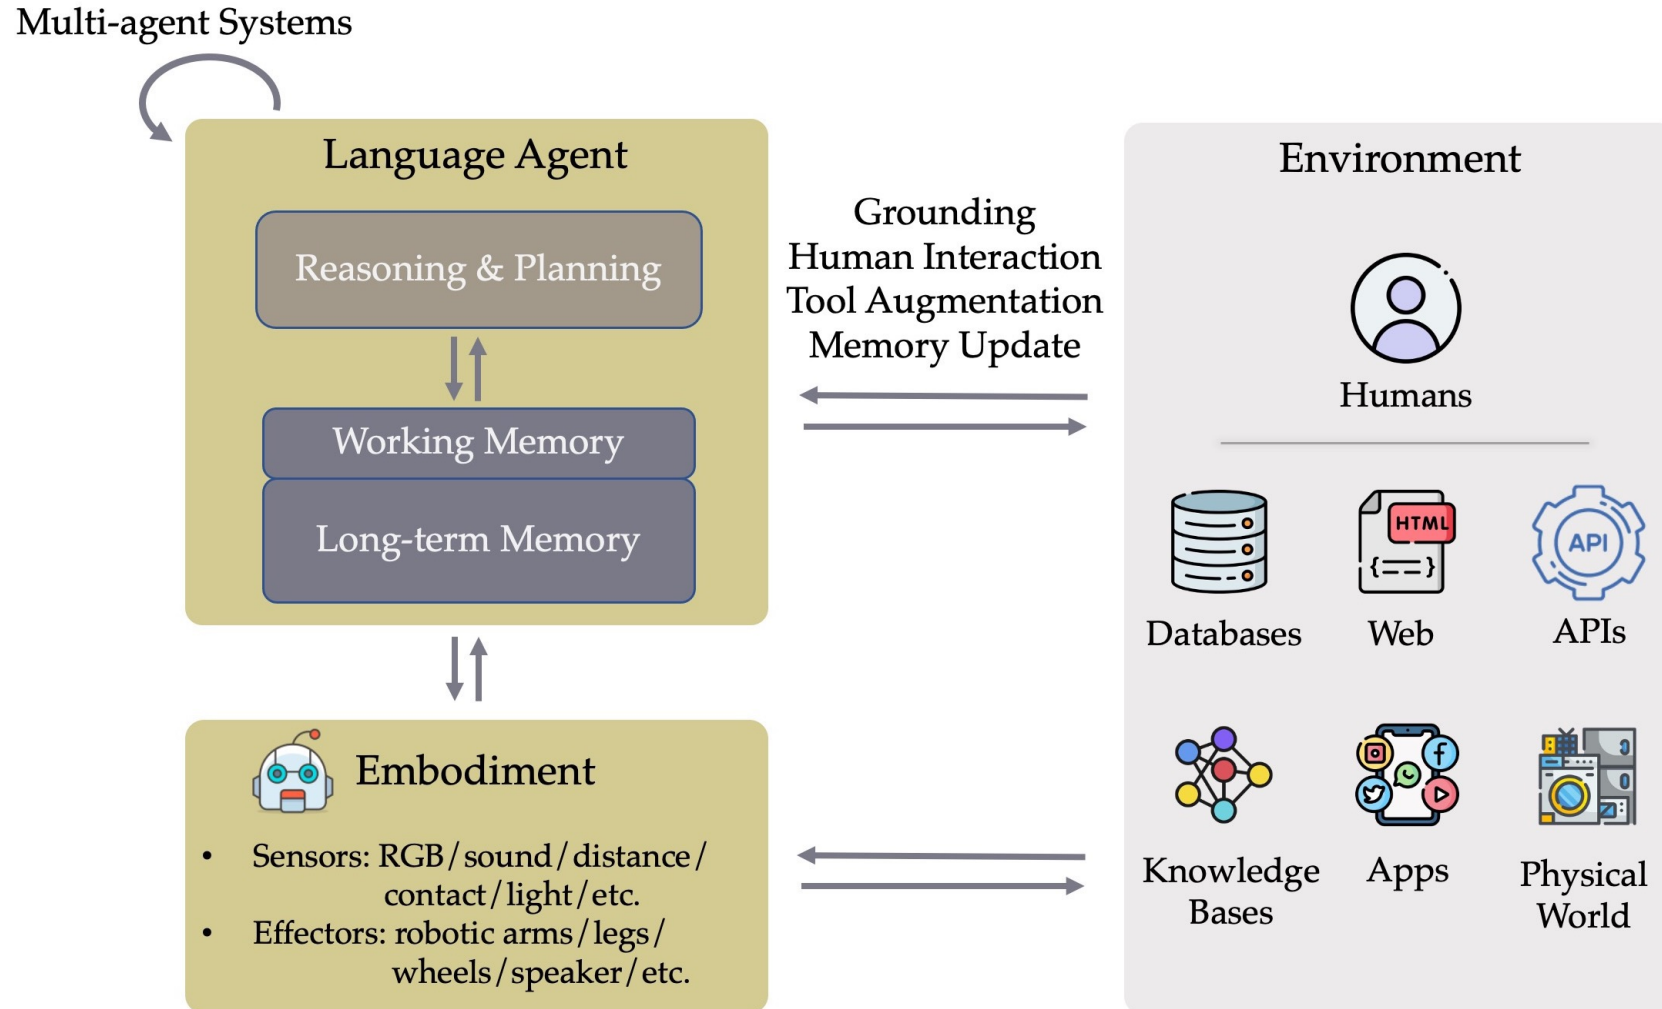 Multi-agent Systems
Language Agent
Reasoning & Planning
Working Memory
Long-term Memory
Grounding
Human Interaction
Tool Augmentation
Memory Update
Embodiment
• Sensors: RGB/sound/distance/
contact/light/etc.
• Effectors: robotic arms/legs/
wheels/speaker/etc.
Environment
Humans
HTML
{==}
API
Databases
Web
APIs
Knowledge
Bases
Apps
Physical
World